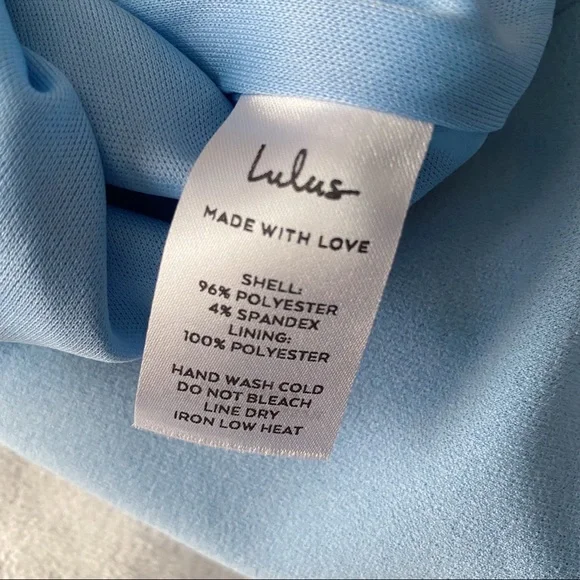 Lulus
MADE WITH LOVE
SHELL:
96% POLYESTER
4% SPANDEX
LINING:
100% POLYESTER
HAND WASH COLD
DO NOT BLEACH
LINE DRY
IRON LOW HEAT